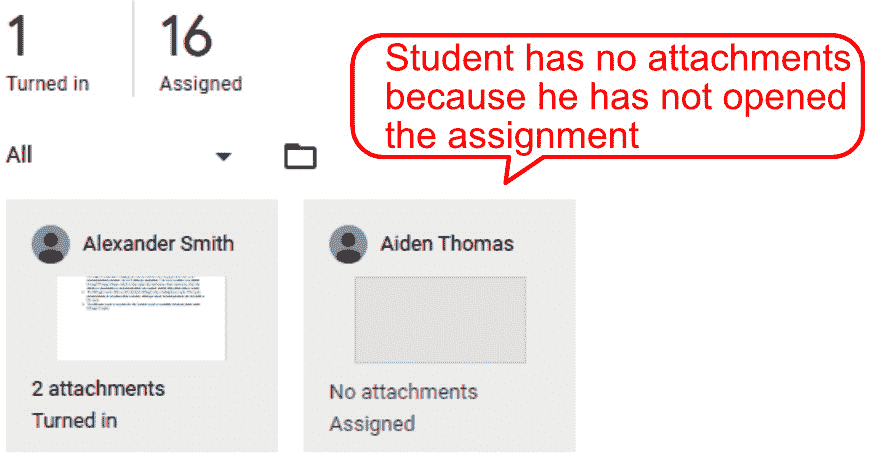 1
16
Turned in
Assigned
Student has no attachments
because he has not opened
the assignment
All
Alexander Smith
Aiden Thomas
2 attachments
Turned in
No attachments
Assigned